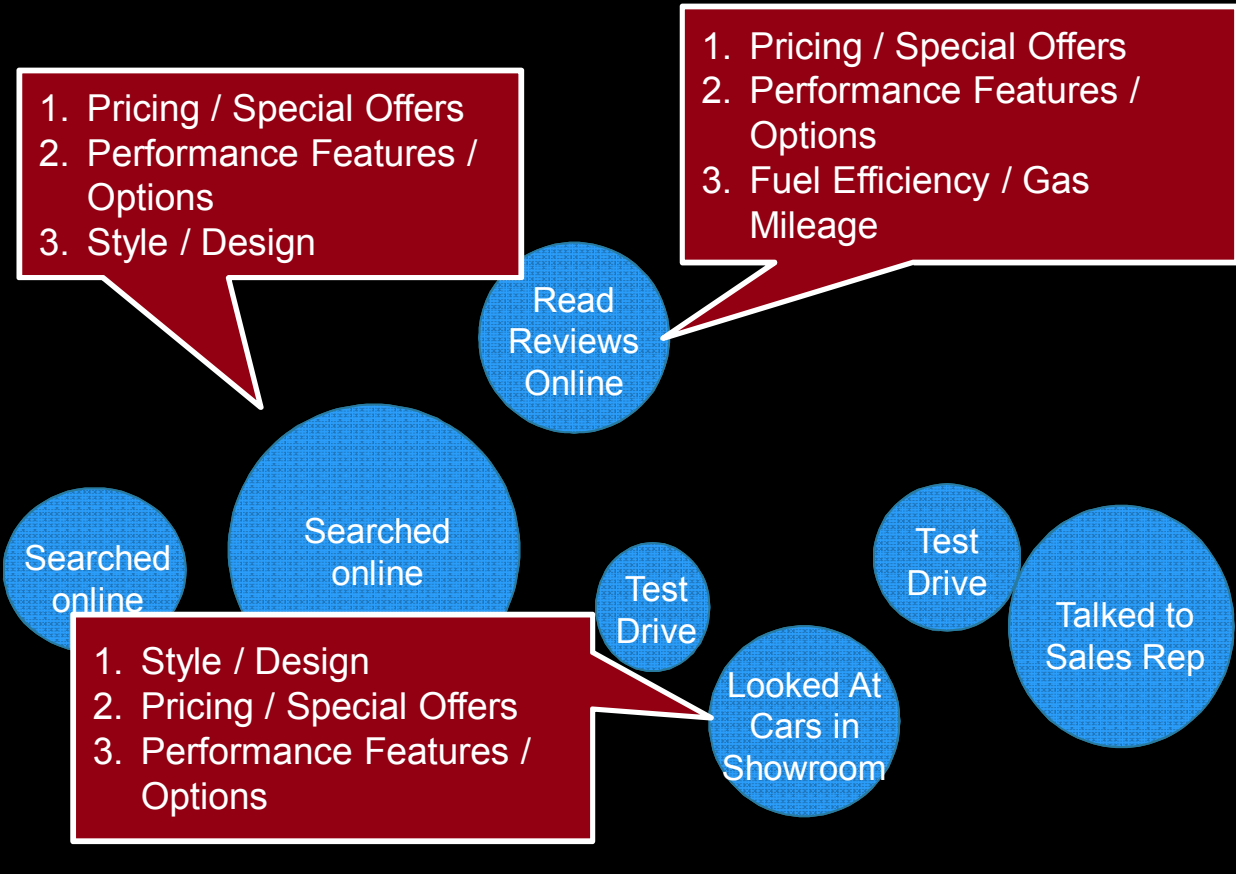 1. Pricing / Special Offers
2. Performance Features /
Options
3. Style / Design
1. Pricing / Special Offers
2. Performance Features /
Options
3. Fuel Efficiency / Gas
Mileage
Read
Reviews
Online
Searched
online
Searched
online
Test
Drive
Test
Drive
Talked to
Sales Rep
1. Style / Design
2. Pricing / Special Offers
3. Performance Features /
Options
Looked At
Cars in
Showroom